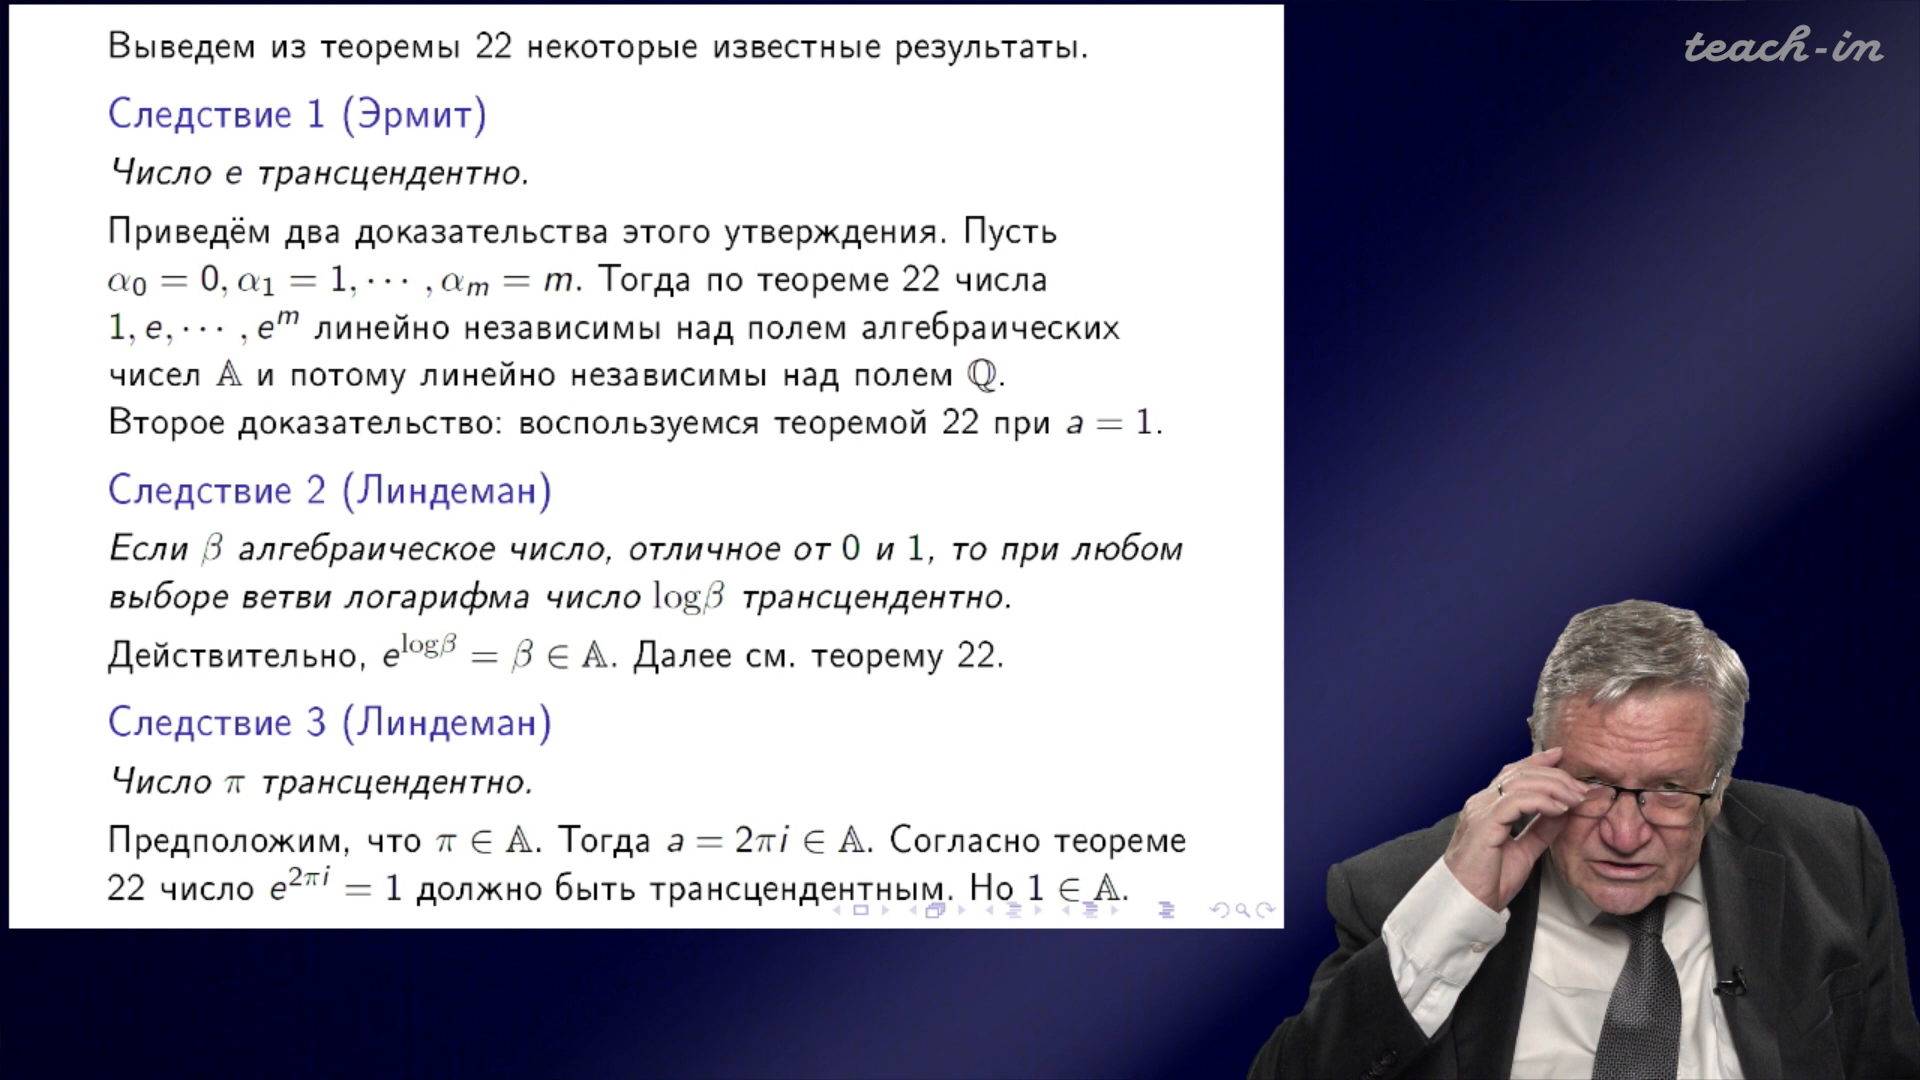 teach-in
Выведем из теоремы 22 некоторые известные результаты.
Следствие 1 (Эрмит)
Число e трансцендентно.
Приведём два доказательства этого утверждения. Пусть
α₀ = 0, α₁ = 1, ⋯ , αₘ = m. Тогда по теореме 22 числа
1, e, ⋯ , eᵐ линейно независимы над полем алгебраических
чисел 𝔸 и потому линейно независимы над полем ℚ.
Второе доказательство: воспользуемся теоремой 22 при a = 1.
Следствие 2 (Линдеман)
Если β алгебраическое число, отличное от 0 и 1, то при любом
выборе ветви логарифма число logβ трансцендентно.
Действительно, e^{logβ} = β ∈ 𝔸. Далее см. теорему 22.
Следствие 3 (Линдеман)
Число π трансцендентно.
Предположим, что π ∈ 𝔸. Тогда a = 2πi ∈ 𝔸. Согласно теореме
22 число e^{2πi} = 1 должно быть трансцендентным. Но 1 ∈ 𝔸.